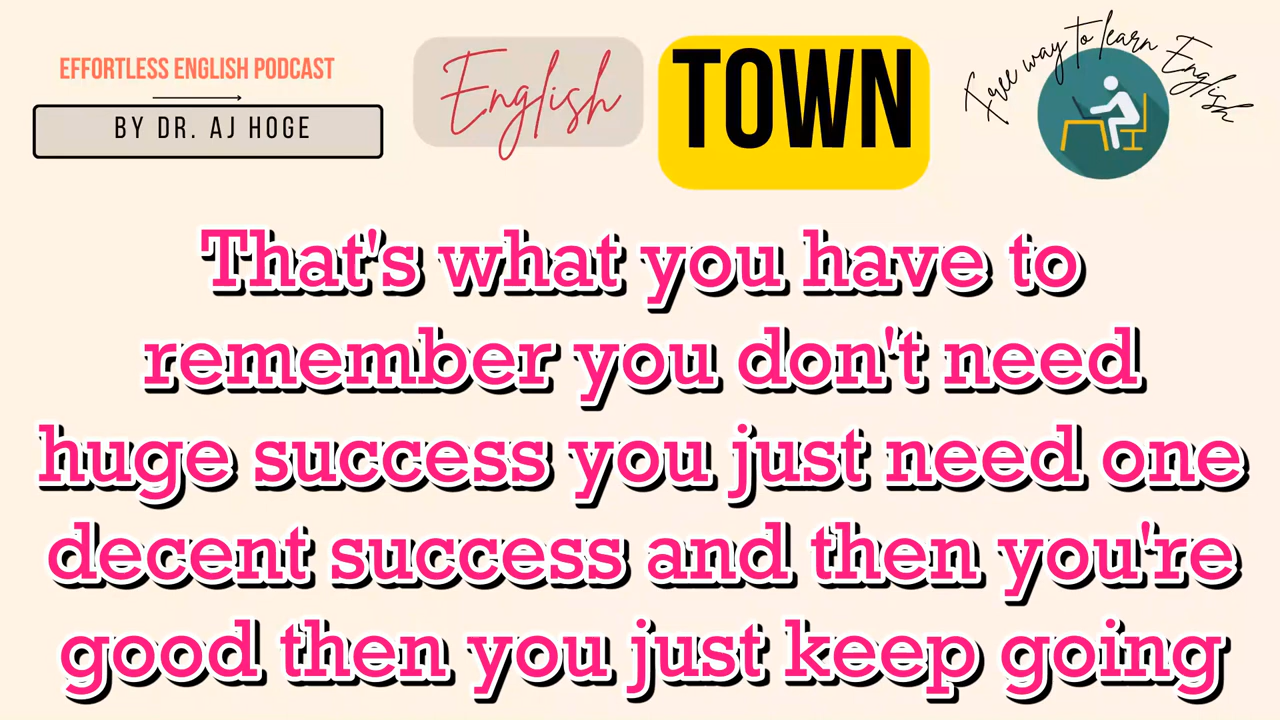 EFFORTLESS ENGLISH PODCAST
BY DR. AJ HOGE
English
TOWN
Free way to learn English
That's what you have to
remember you don't need
huge success you just need one
decent success and then you're
good then you just keep going